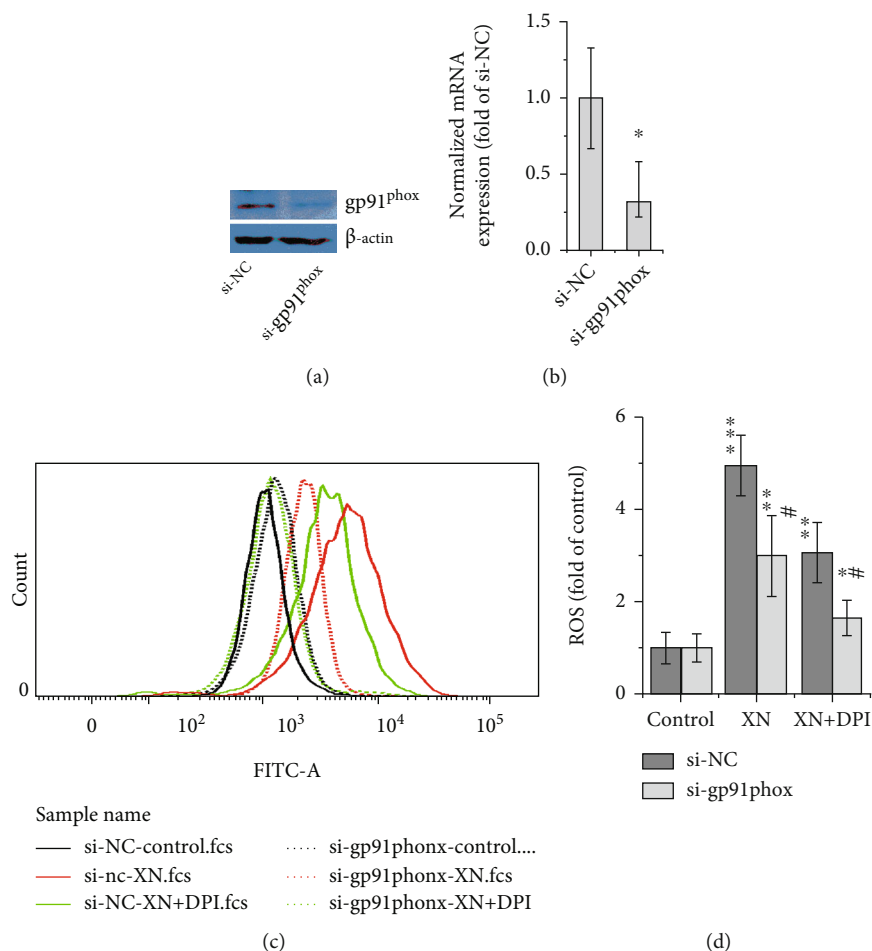 gp91phox
β-actin
si-NC
si-gp91phox
(a)
Normalized mRNA
expression (fold of si-NC)
1.5
1.0
0.5
0.0
*
si-NC
si-gp91phox
(b)
Count
0
0
10²
10³
10⁴
10⁵
FITC-A
Sample name
si-NC-control.fcs
si-nc-XN.fcs
si-NC-XN+DPI.fcs
si-gp91phonx-control....
si-gp91phonx-XN.fcs
si-gp91phonx-XN+DPI
(c)
ROS (fold of control)
6
4
2
0
***
**
#
**
*#
Control
XN
XN+DPI
si-NC
si-gp91phox
(d)